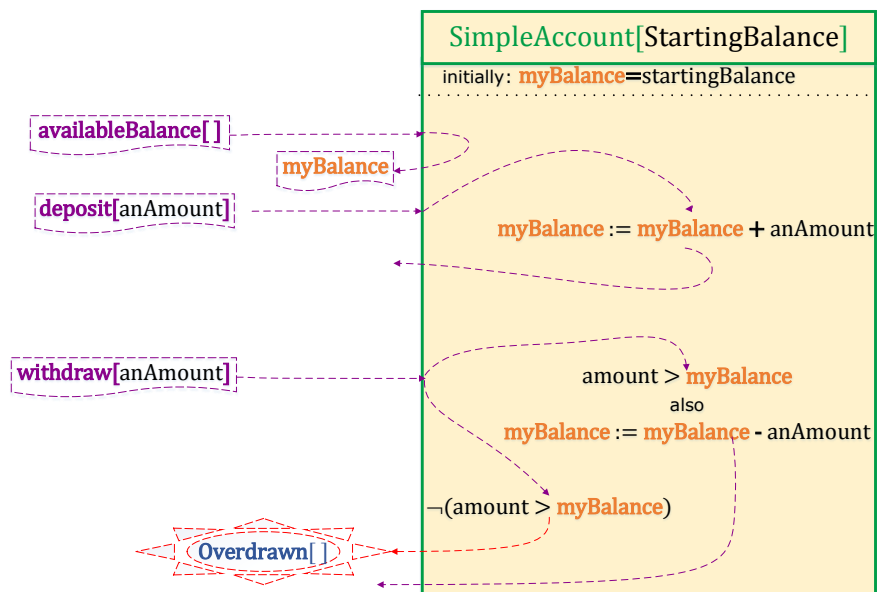 SimpleAccount[StartingBalance]
initially: myBalance=startingBalance
availableBalance[ ]
myBalance
deposit[anAmount]
myBalance := myBalance + anAmount
withdraw[anAmount]
amount > myBalance
also
myBalance := myBalance - anAmount
¬(amount > myBalance)
Overdrawn[ ]